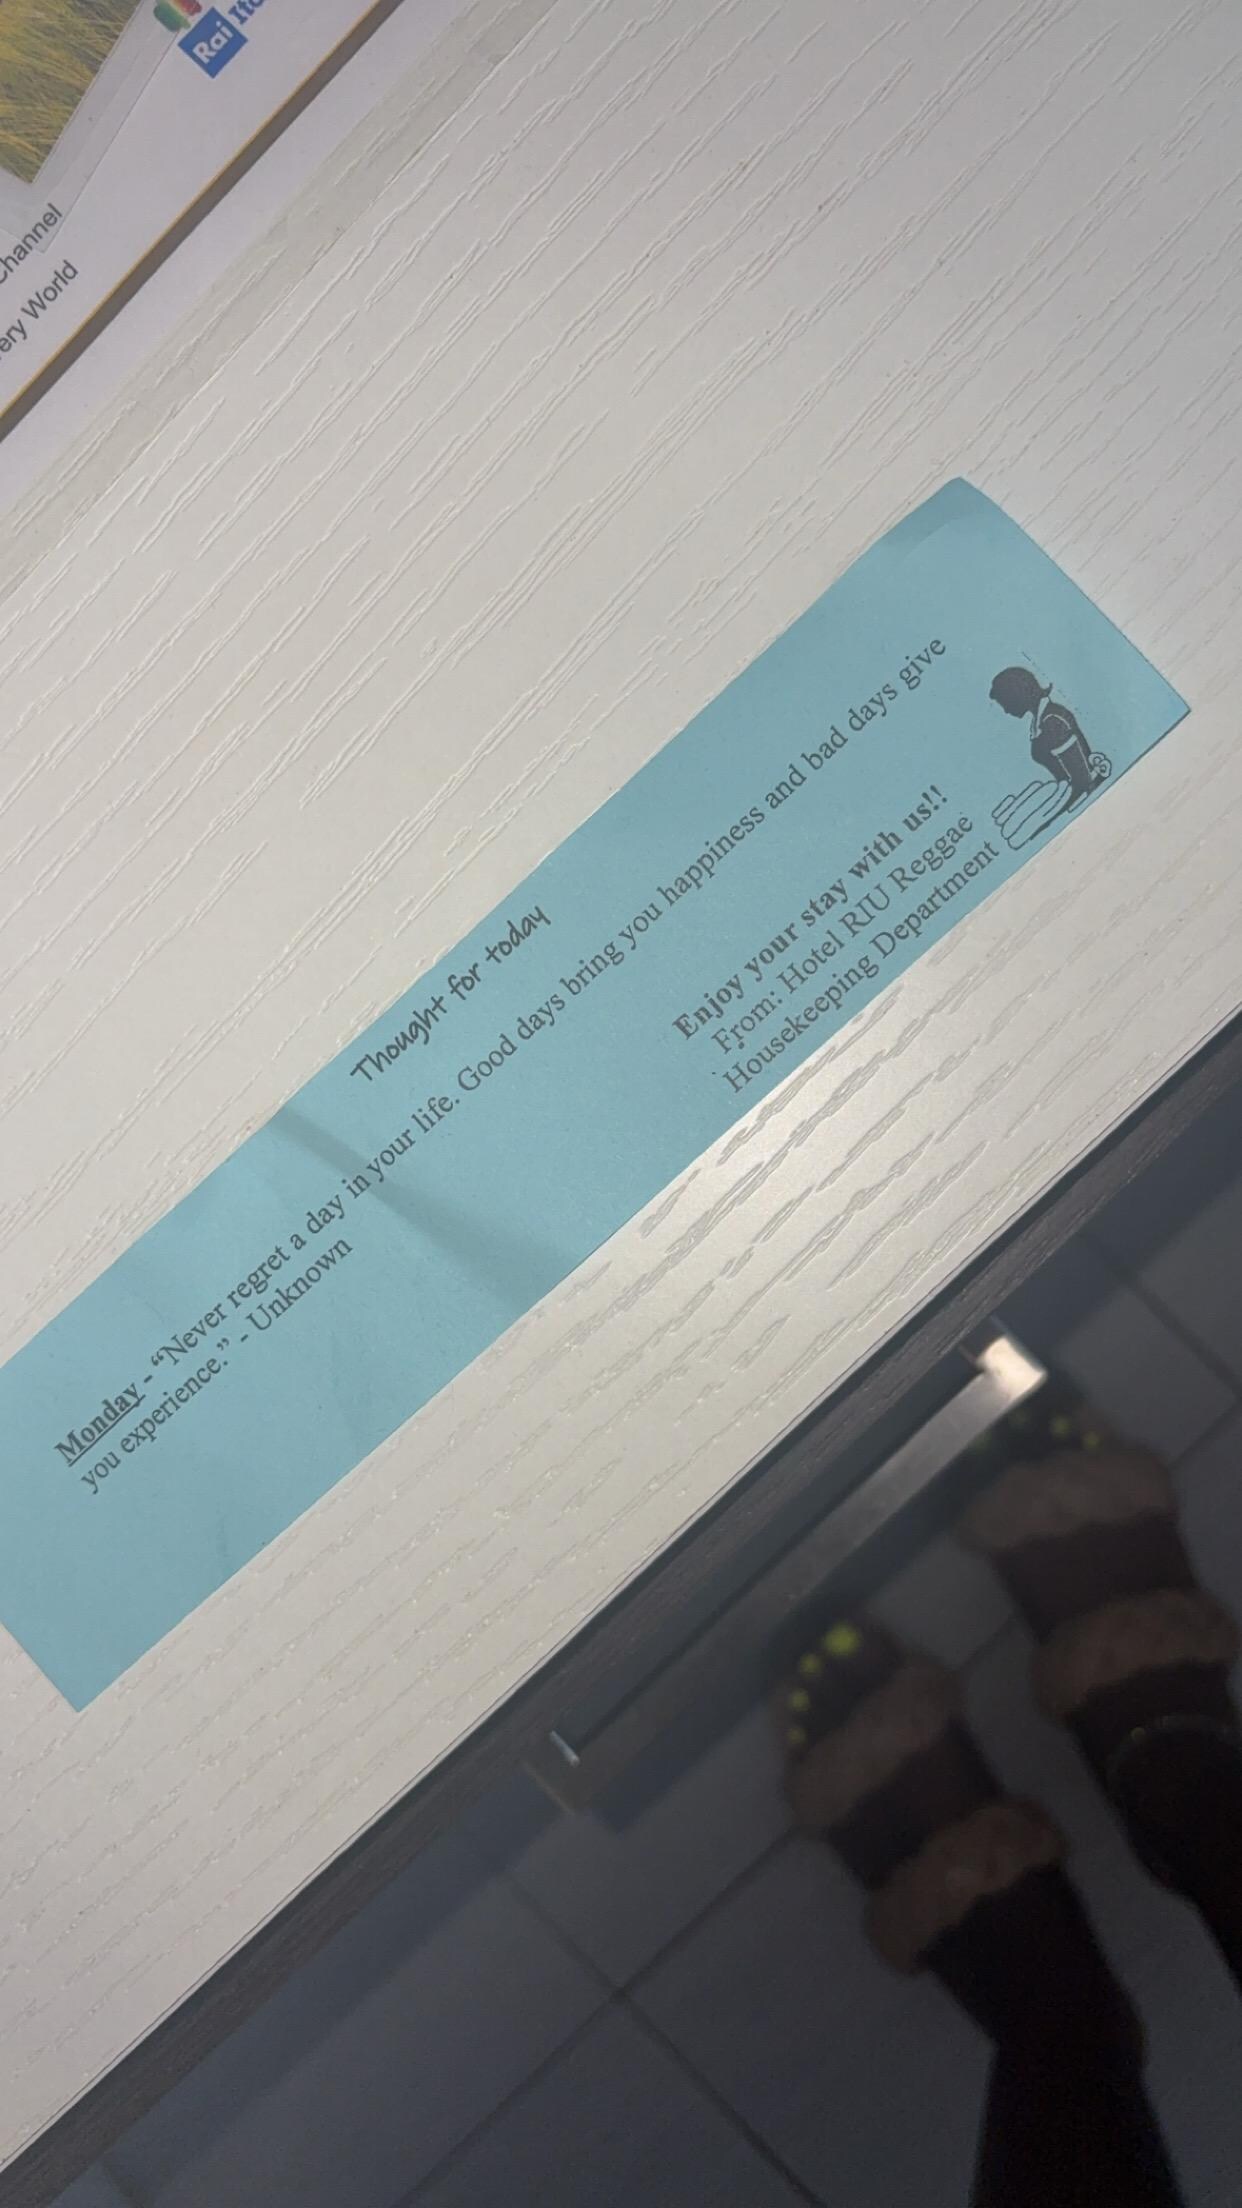 Rai
Channel
World
Thought for today
Monday - “Never regret a day in your life. Good days bring you happiness and bad days give
you experience.” - Unknown
Enjoy your stay with us!!
From: Hotel RIU Reggae
Housekeeping Department